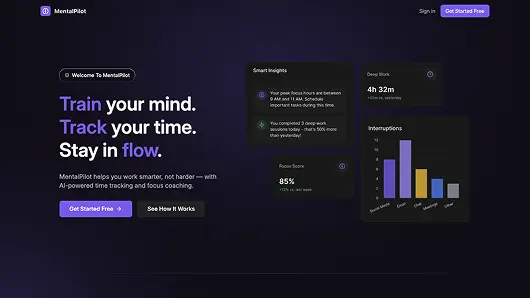 MentalPilot
Sign in
Get Started Free
Welcome To MentalPilot
Train your mind.
Track your time.
Stay in flow.
MentalPilot helps you work smarter, not harder — with
AI-powered time tracking and focus coaching.
Get Started Free →
See How It Works
Smart Insights
Your peak focus hours are between
9 AM and 11 AM. Schedule
important tasks during this time.
You completed 3 deep work
sessions today - that's 50% more
than yesterday!
Deep Work
4h 32m
vs. yesterday
Focus Score
85%
vs. last week
Interruptions
12
10
8
6
4
2
0
Social Media
Email
Chat
Meetings
Other